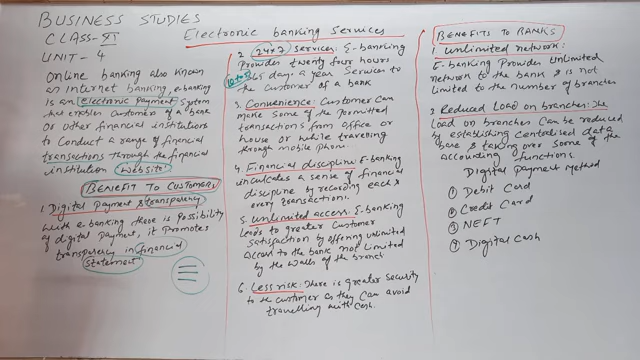 BUSINESS STUDIES
CLASS-XI
UNIT-4
Electronic banking Services
Online banking also known
an Internet banking, e-banking
is an electronic Payment System
that enables customer of a bank
or other financial institutions
to Conduct a range of financial
transactions through the financial
institution website.
BENEFIT TO CUSTOMERS
1. Digital Payment & transparency
with e-banking there is possibility
of digital payment, it Promotes
transparency in financial
statement
2. 24x7 Services: E-banking
Provides twenty four hours
days a year Services to
the Customer of a bank
3. Convenience: Customer can
make some of the Permitted
transactions from office or
house or while traveling
through mobile phone.
4. Financial discipline: E-banking
inculcates a sense of financial
discipline by recording each &
every transactions.
5. Unlimited access: E-banking
leads to greater Customer
satisfaction by offering unlimited
access to the bank not limited
by the walls of the branch
6. Less risk: There is greater Security
to the customer as they can avoid
travelling with cash.
BENEFITS TO BANKS
1. Unlimited network:
E-banking Provides Unlimited
network to the bank & is not
limited to the number of branches
2. Reduced Load on branches: The
Load on branches can be reduced
by establishing Centralised data
base & taking over some of the
accounting functions.
Digital Payment Method
① Debit Card
② Credit Card
③ NEFT
④ Digital Cash